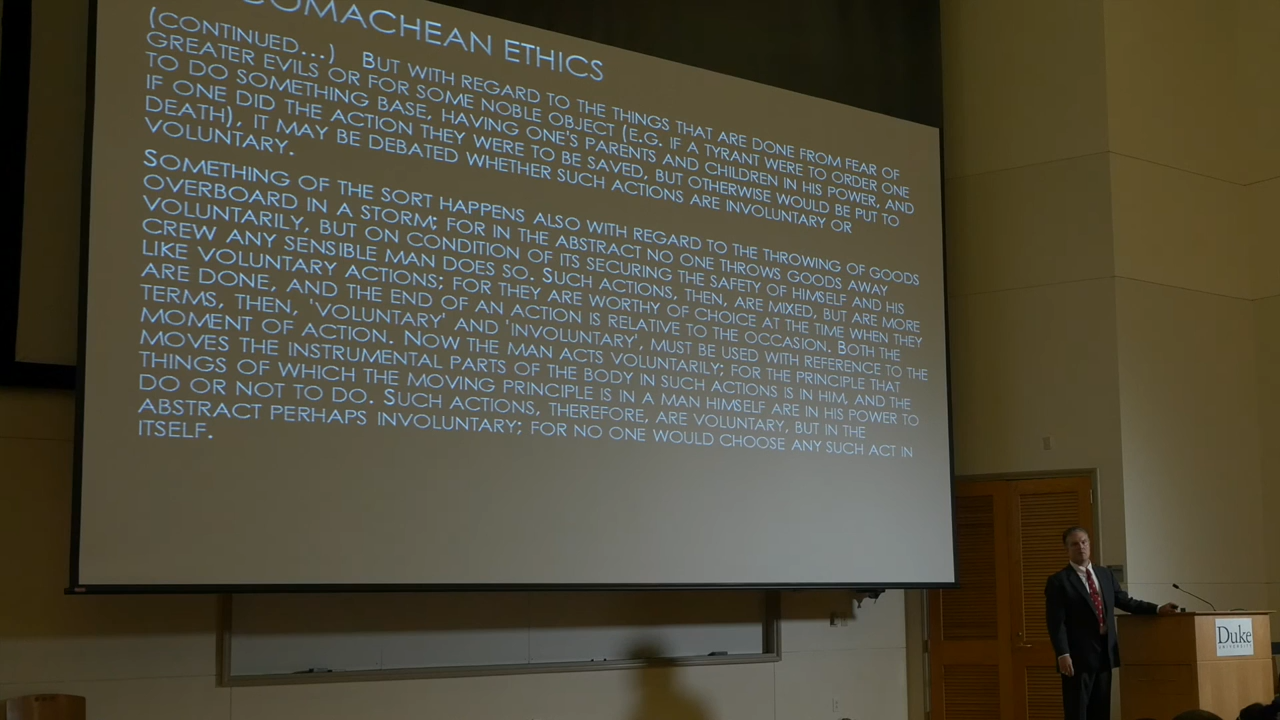 OMACHEAN ETHICS
(CONTINUED...) BUT WITH REGARD TO THE THINGS THAT ARE DONE FROM FEAR OF
GREATER EVILS OR FOR SOME NOBLE OBJECT (E.G. IF A TYRANT WERE TO ORDER ONE
TO DO SOMETHING BASE, HAVING ONE'S PARENTS AND CHILDREN IN HIS POWER, AND
IF ONE DID THE ACTION THEY WERE TO BE SAVED, BUT OTHERWISE WOULD BE PUT TO
DEATH), IT MAY BE DEBATED WHETHER SUCH ACTIONS ARE INVOLUNTARY OR
VOLUNTARY.
SOMETHING OF THE SORT HAPPENS ALSO WITH REGARD TO THE THROWING OF GOODS
OVERBOARD IN A STORM; FOR IN THE ABSTRACT NO ONE THROWS GOODS AWAY
VOLUNTARILY, BUT ON CONDITION OF ITS SECURING THE SAFETY OF HIMSELF AND HIS
CREW ANY SENSIBLE MAN DOES SO. SUCH ACTIONS, THEN, ARE MIXED, BUT ARE MORE
LIKE VOLUNTARY ACTIONS; FOR THEY ARE WORTHY OF CHOICE AT THE TIME WHEN THEY
ARE DONE, AND THE END OF AN ACTION IS RELATIVE TO THE OCCASION. BOTH THE
TERMS, THEN, 'VOLUNTARY' AND 'INVOLUNTARY', MUST BE USED WITH REFERENCE TO THE
MOMENT OF ACTION. NOW THE MAN ACTS VOLUNTARILY; FOR THE PRINCIPLE THAT
MOVES THE INSTRUMENTAL PARTS OF THE BODY IN SUCH ACTIONS IS IN HIM, AND THE
THINGS OF WHICH THE MOVING PRINCIPLE IS IN A MAN HIMSELF ARE IN HIS POWER TO
DO OR NOT TO DO. SUCH ACTIONS, THEREFORE, ARE VOLUNTARY, BUT IN THE
ABSTRACT PERHAPS INVOLUNTARY; FOR NO ONE WOULD CHOOSE ANY SUCH ACT IN
ITSELF.
Duke
UNIVERSITY